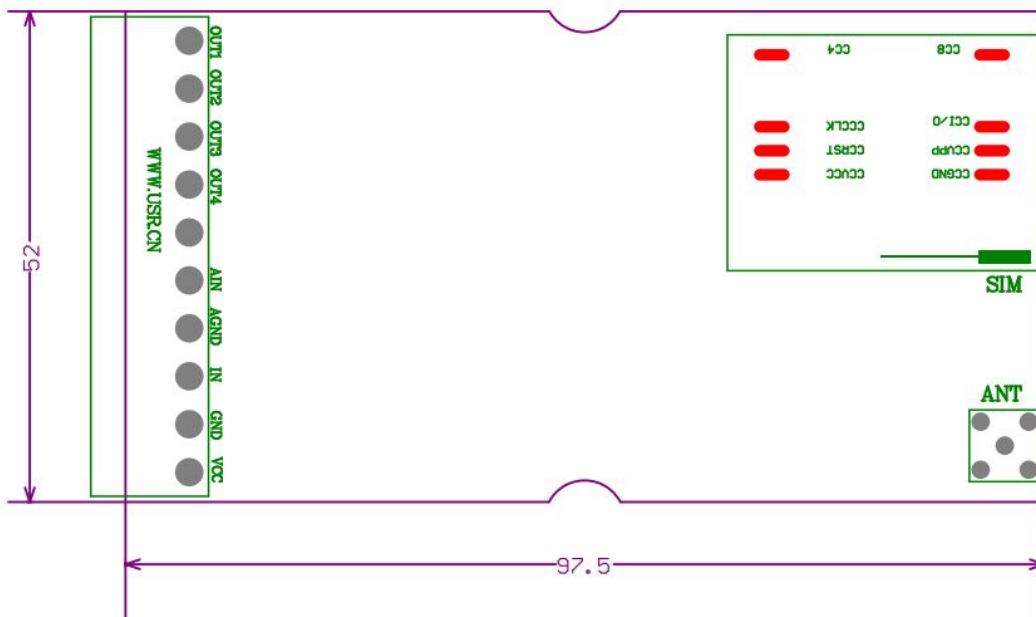 OUT1
OUT2
OUT3
OUT4
AIN
AGND
IN
GND
VCC
WWW.USR.CN
52
97.5
CC4
CC8
CCCLK
CCI/O
CCRST
CCVPP
CCVCC
CCGND
SIM
ANT